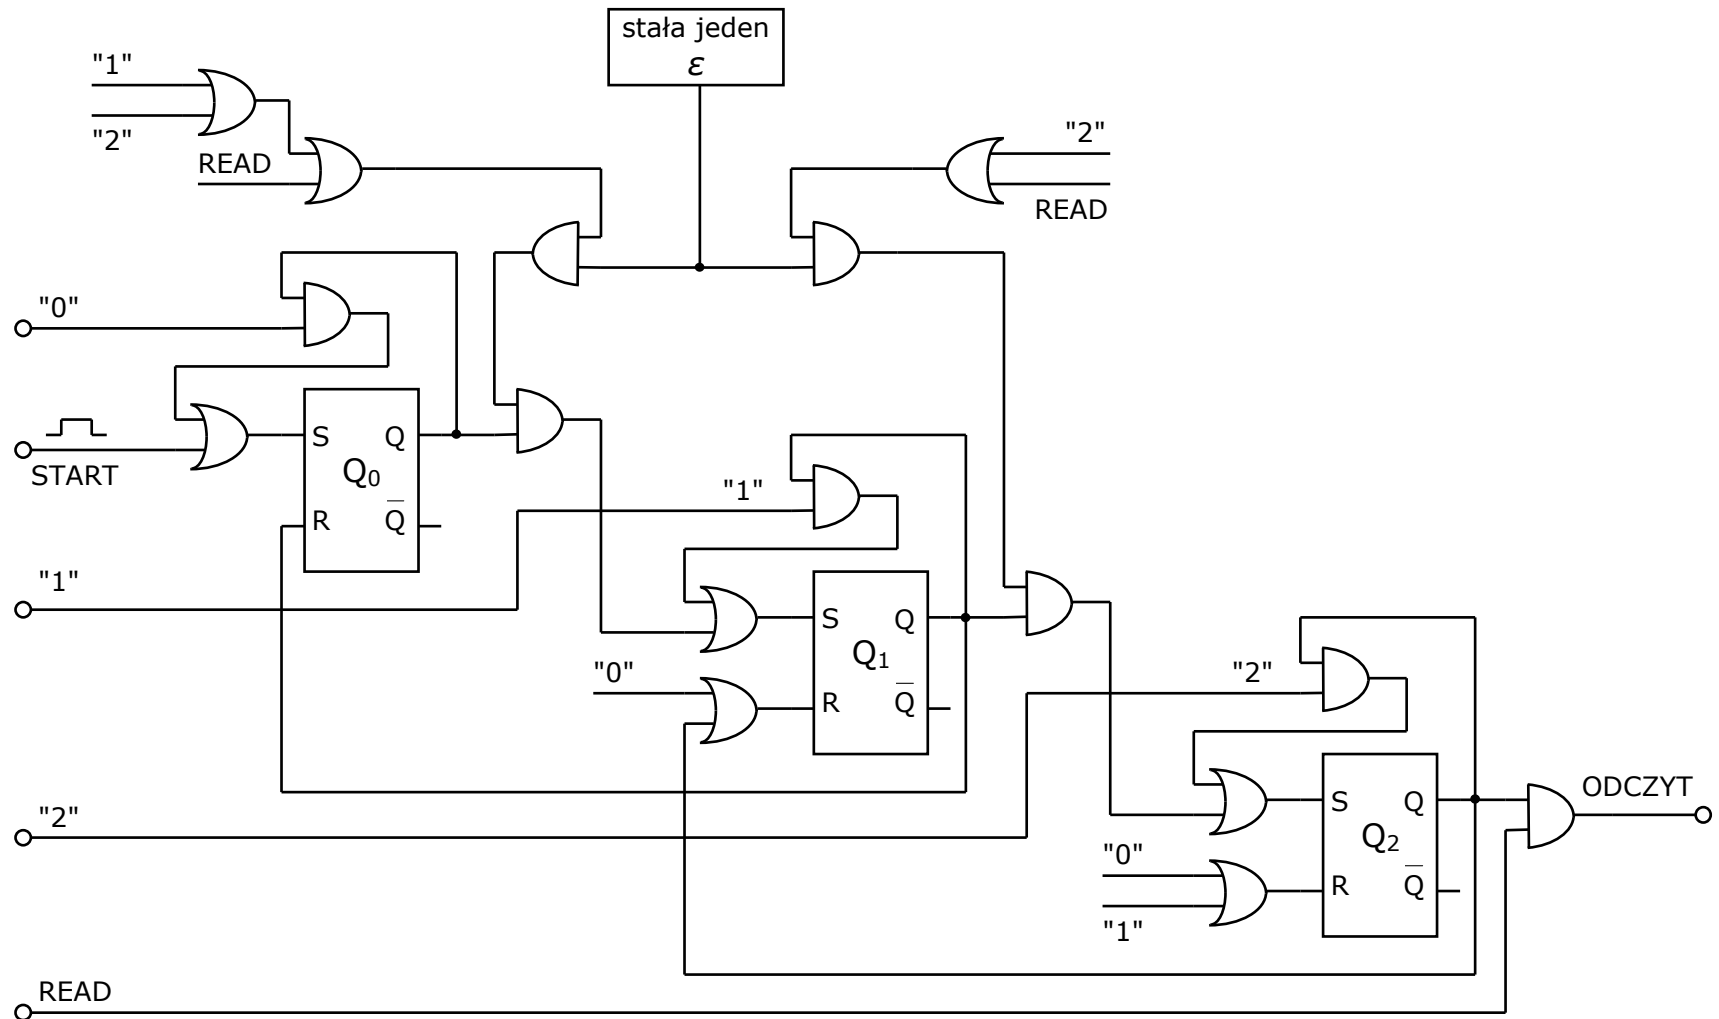 stała jeden
ε
"1"
"2"
READ
"2"
READ
"0"
START
S Q
Q₀
R Q̅
"1"
"1"
S Q
Q₁
R Q̅
"0"
"2"
"2"
S Q
Q₂
R Q̅
"0"
"1"
ODCZYT
READ